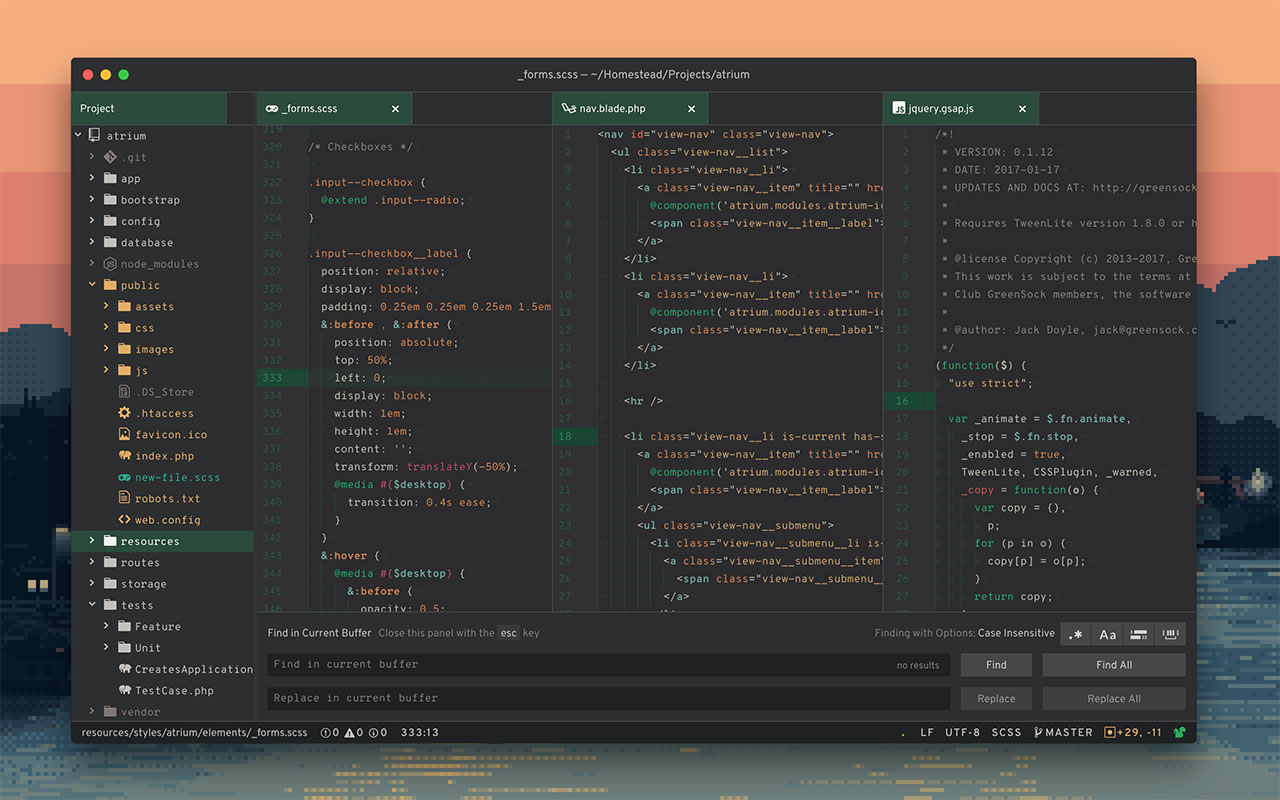 _forms.scss — ~/Homestead/Projects/atrium
Project
atrium
.git
app
bootstrap
config
database
node_modules
public
assets
css
images
js
.DS_Store
.htaccess
favicon.ico
index.php
new-file.scss
robots.txt
web.config
resources
routes
storage
tests
Feature
Unit
CreatesApplication
TestCase.php
vendor
_forms.scss ×
319
320 /* Checkboxes */
321
322 .input--checkbox {
323 @extend .input--radio;
324 }
325
326 .input--checkbox__label {
327 position: relative;
328 display: block;
329 padding: 0.25em 0.25em 0.25em 1.5em
330 &:before , &:after {
331 position: absolute;
332 top: 50%;
333 left: 0;
334 display: block;
335 width: 1em;
336 height: 1em;
337 content: '';
338 transform: translateY(-50%);
339 @media #{$desktop} {
340 transition: 0.4s ease;
341 }
342 }
343 &:hover {
344 @media #{$desktop} {
345 &:before {
346 opacity: 0.5;
nav.blade.php ×
1 <nav id="view-nav" class="view-nav">
2 <ul class="view-nav__list">
3 <li class="view-nav__li">
4 <a class="view-nav__item" title="" hre
5 @component('atrium.modules.atrium-ic
6 <span class="view-nav__item__label">
7 </a>
8 </li>
9 <li class="view-nav__li">
10 <a class="view-nav__item" title="" hre
11 @component('atrium.modules.atrium-ic
12 <span class="view-nav__item__label">
13 </a>
14 </li>
15
16 <hr />
17
18 <li class="view-nav__li is-current has-s
19 <a class="view-nav__item" title="" hre
20 @component('atrium.modules.atrium-ic
21 <span class="view-nav__item__label">
22 </a>
23 <ul class="view-nav__submenu">
24 <li class="view-nav__submenu__li is-
25 <a class="view-nav__submenu__item"
26 <span class="view-nav__submenu_
27 </a>
JS jquery.gsap.js ×
1 /*!
2 * VERSION: 0.1.12
3 * DATE: 2017-01-17
4 * UPDATES AND DOCS AT: http://greensock
5 *
6 * Requires TweenLite version 1.8.0 or h
7 *
8 * @license Copyright (c) 2013-2017, Gre
9 * This work is subject to the terms at
10 * Club GreenSock members, the software
11 *
12 * @author: Jack Doyle, jack@greensock.c
13 */
14 (function($) {
15 "use strict";
16
17 var _animate = $.fn.animate,
18 _stop = $.fn.stop,
19 _enabled = true,
20 TweenLite, CSSPlugin, _warned,
21 _copy = function(o) {
22 var copy = {},
23 p;
24 for (p in o) {
25 copy[p] = o[p];
26 }
27 return copy;
Find in Current Buffer Close this panel with the esc key Finding with Options: Case Insensitive .* Aa
Find in current buffer no results Find Find All
Replace in current buffer Replace Replace All
resources/styles/atrium/elements/_forms.scss 0 0 0 333:13 . LF UTF-8 SCSS MASTER +29, -11